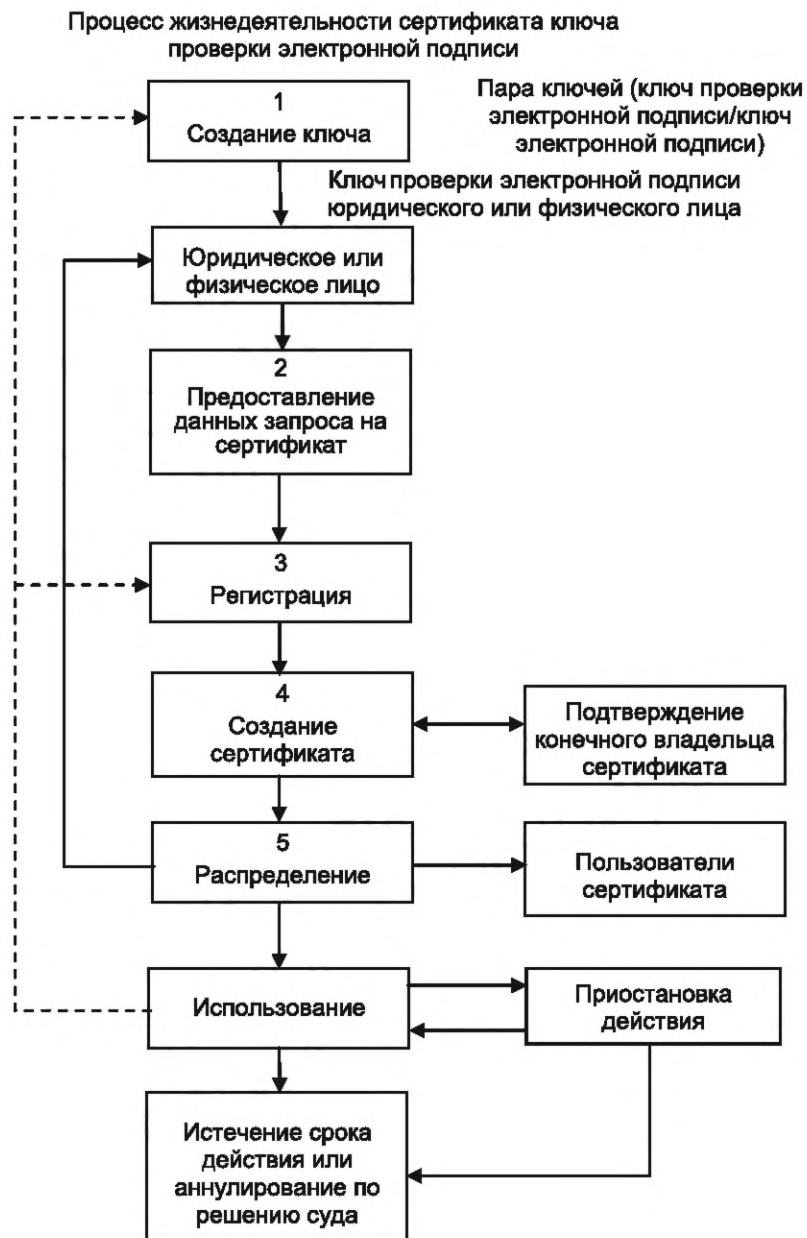 Процесс жизнедеятельности сертификата ключа
проверки электронной подписи
1
Создание ключа
Пара ключей (ключ проверки
электронной подписи/ключ
электронной подписи)
Ключ проверки электронной подписи
юридического или физического лица
Юридическое или
физическое лицо
2
Предоставление
данных запроса на
сертификат
3
Регистрация
4
Создание
сертификата
Подтверждение
конечного владельца
сертификата
5
Распределение
Пользователи
сертификата
Использование
Приостановка
действия
Истечение срока
действия или
аннулирование по
решению суда